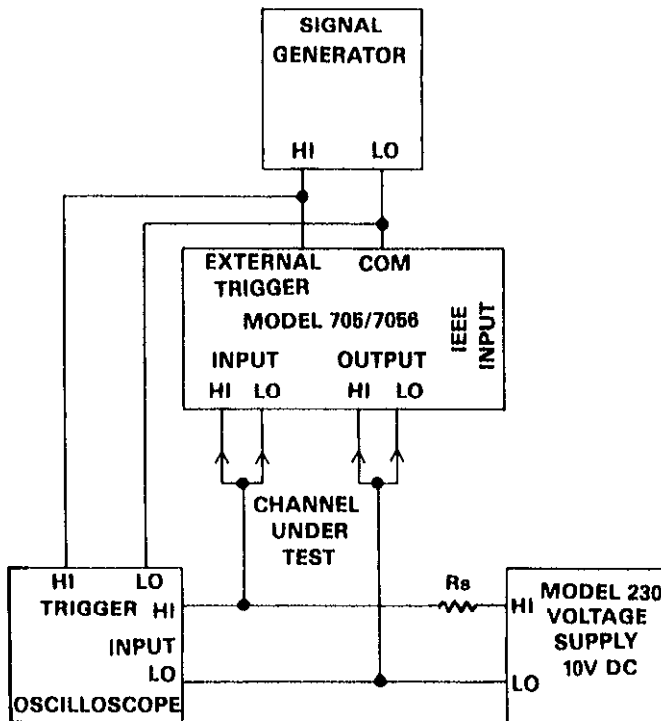 SIGNAL
GENERATOR
HI LO
EXTERNAL COM
TRIGGER
MODEL 705/7056
IEEE
INPUT
INPUT OUTPUT
HI LO HI LO
CHANNEL
UNDER
TEST
HI LO
TRIGGER HI
INPUT
LO
OSCILLOSCOPE
Rs
HI
MODEL 230
VOLTAGE
SUPPLY
10V DC
LO